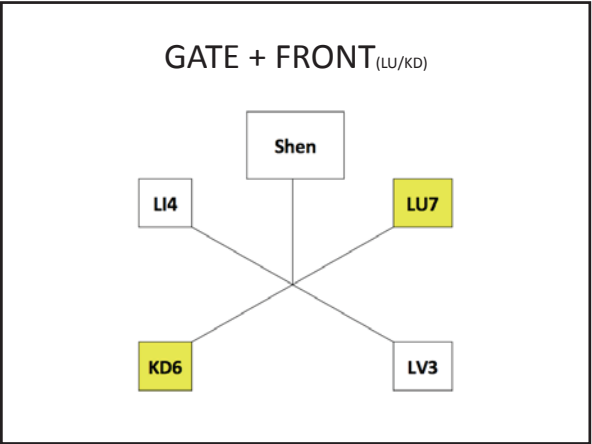 GATE + FRONT(LU/KD)
Shen
LI4
LU7
KD6
LV3